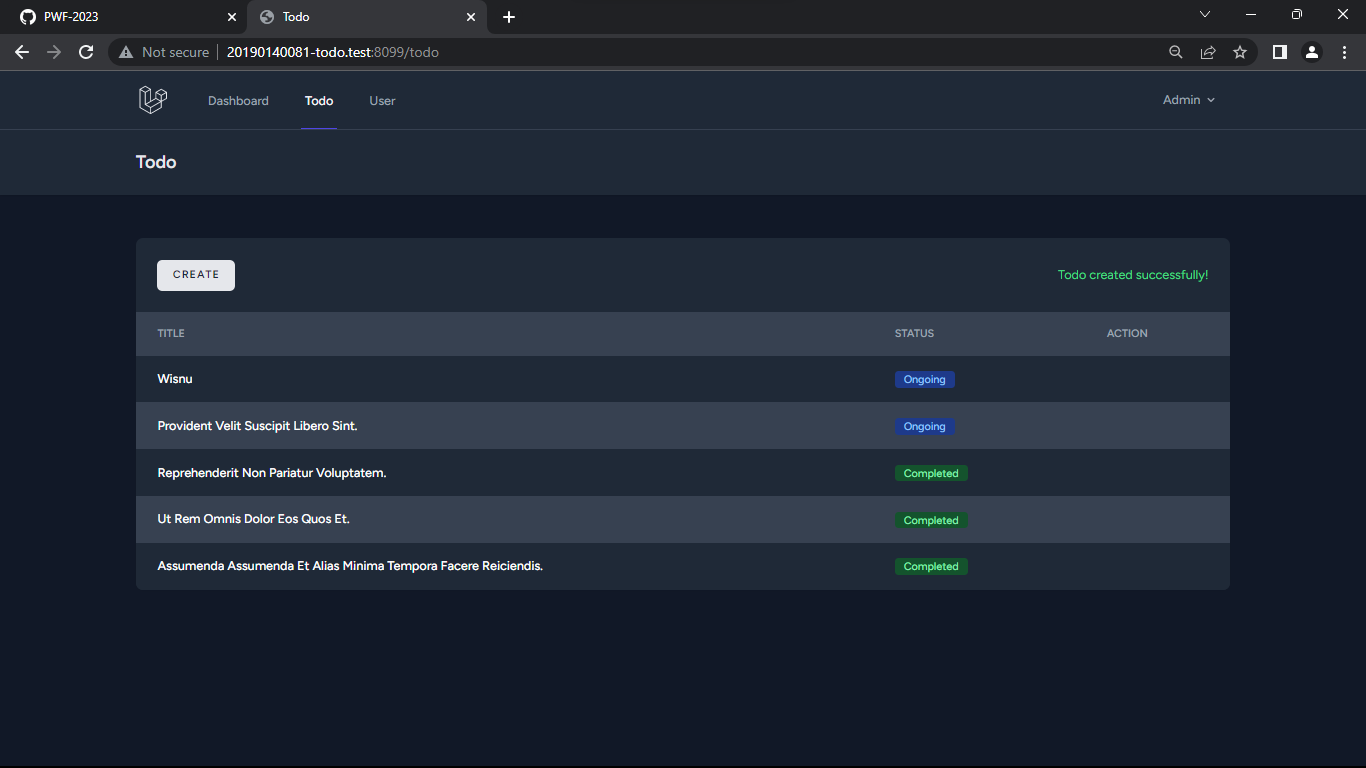 PWF-2023
Todo
Not secure 20190140081-todo.test:8099/todo
Dashboard Todo User Admin
Todo
CREATE Todo created successfully!
TITLE STATUS ACTION
Wisnu Ongoing
Provident Velit Suscipit Libero Sint. Ongoing
Reprehenderit Non Pariatur Voluptatem. Completed
Ut Rem Omnis Dolor Eos Quos Et. Completed
Assumenda Assumenda Et Alias Minima Tempora Facere Reiciendis. Completed